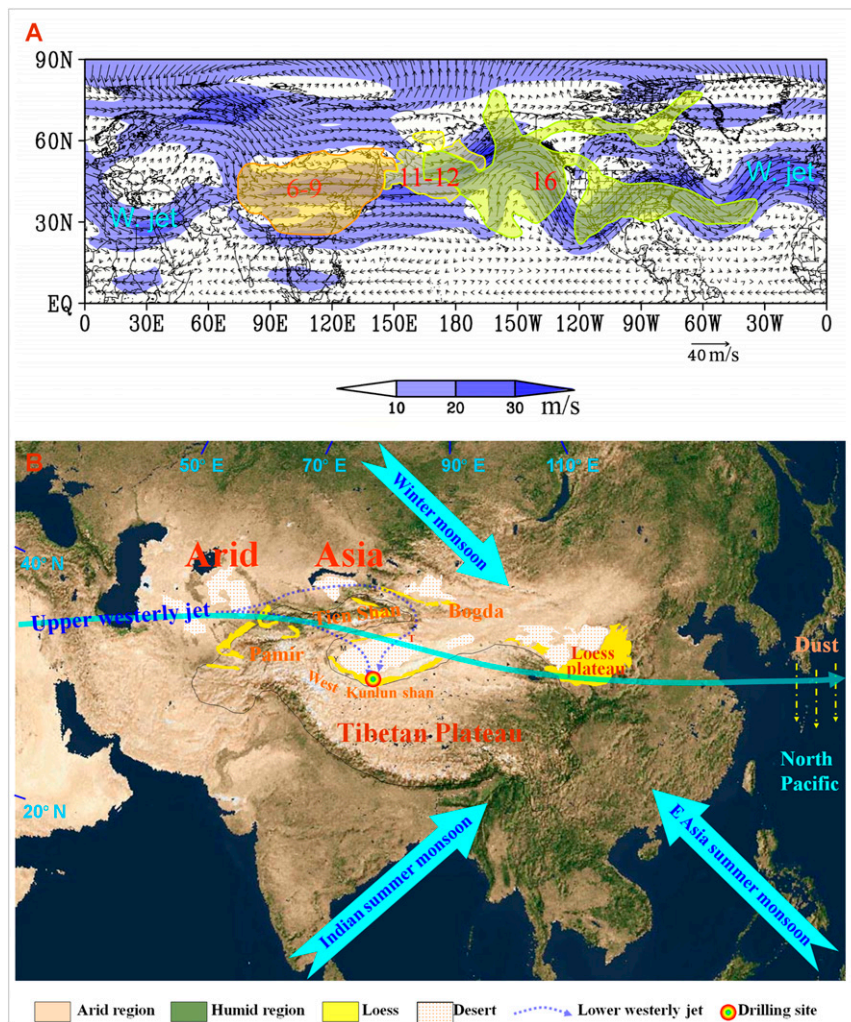 A
90N
60N
30N
EQ
W. jet
6-9
11-12
16
W. jet
0 30E 60E 90E 120E 150E 180 150W 120W 90W 60W 30W 0
40 m/s
10 20 30 m/s
B
50° E
70° E
90° E
110° E
40° N
20° N
Winter monsoon
Arid Asia
Upper westerly jet
Tien Shan
Bogda
Pamir
West
Kunlun shan
Loess
plateau
Dust
Tibetan Plateau
North
Pacific
Indian summer monsoon
E Asia summer monsoon
Arid region
Humid region
Loess
Desert
Lower westerly jet
Drilling site